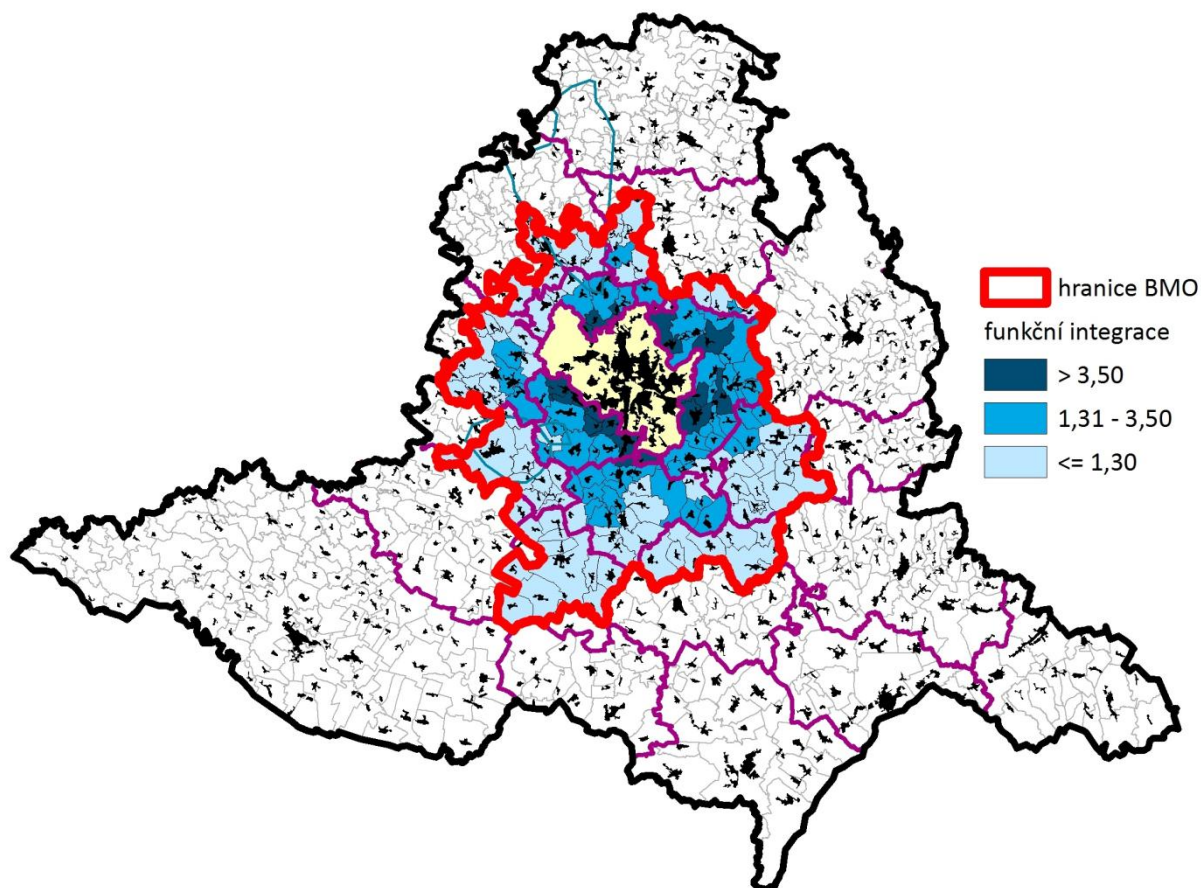 hranice BMO
funkční integrace
> 3,50
1,31 - 3,50
<= 1,30